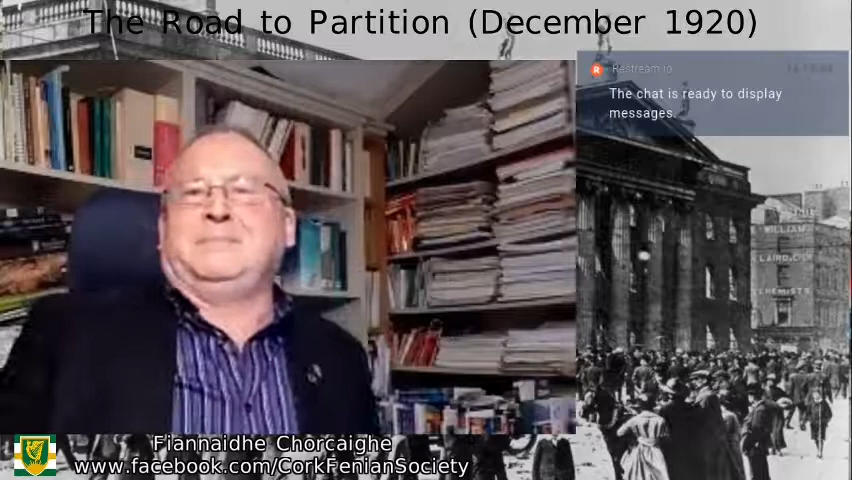 The Road to Partition (December 1920)
Restream.io
The chat is ready to display
messages.
WILLIAM
LAIRD
CHEMISTS
Fiannaidhe Chorcaighe
www.facebook.com/CorkFenianSociety